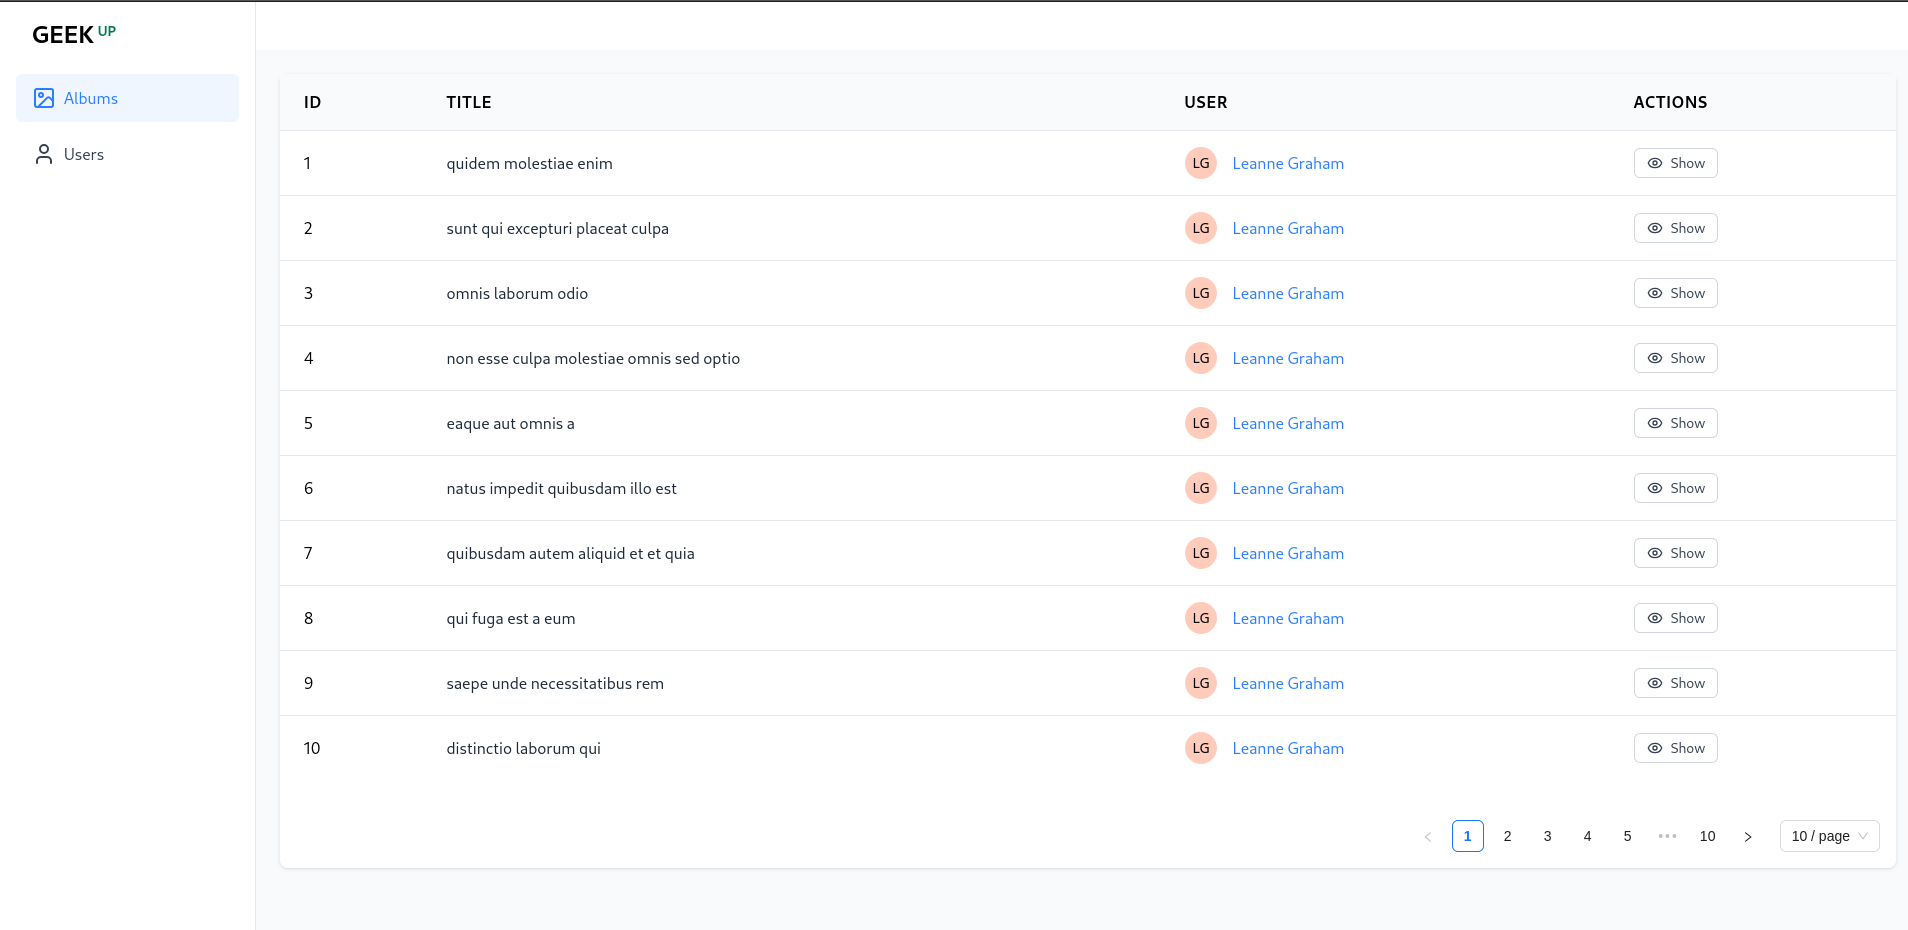 GEEK UP
Albums
Users
ID TITLE USER ACTIONS
1 quidem molestiae enim LG Leanne Graham Show
2 sunt qui excepturi placeat culpa LG Leanne Graham Show
3 omnis laborum odio LG Leanne Graham Show
4 non esse culpa molestiae omnis sed optio LG Leanne Graham Show
5 eaque aut omnis a LG Leanne Graham Show
6 natus impedit quibusdam illo est LG Leanne Graham Show
7 quibusdam autem aliquid et et quia LG Leanne Graham Show
8 qui fuga est a eum LG Leanne Graham Show
9 saepe unde necessitatibus rem LG Leanne Graham Show
10 distinctio laborum qui LG Leanne Graham Show
1 2 3 4 5 ••• 10 10 / page